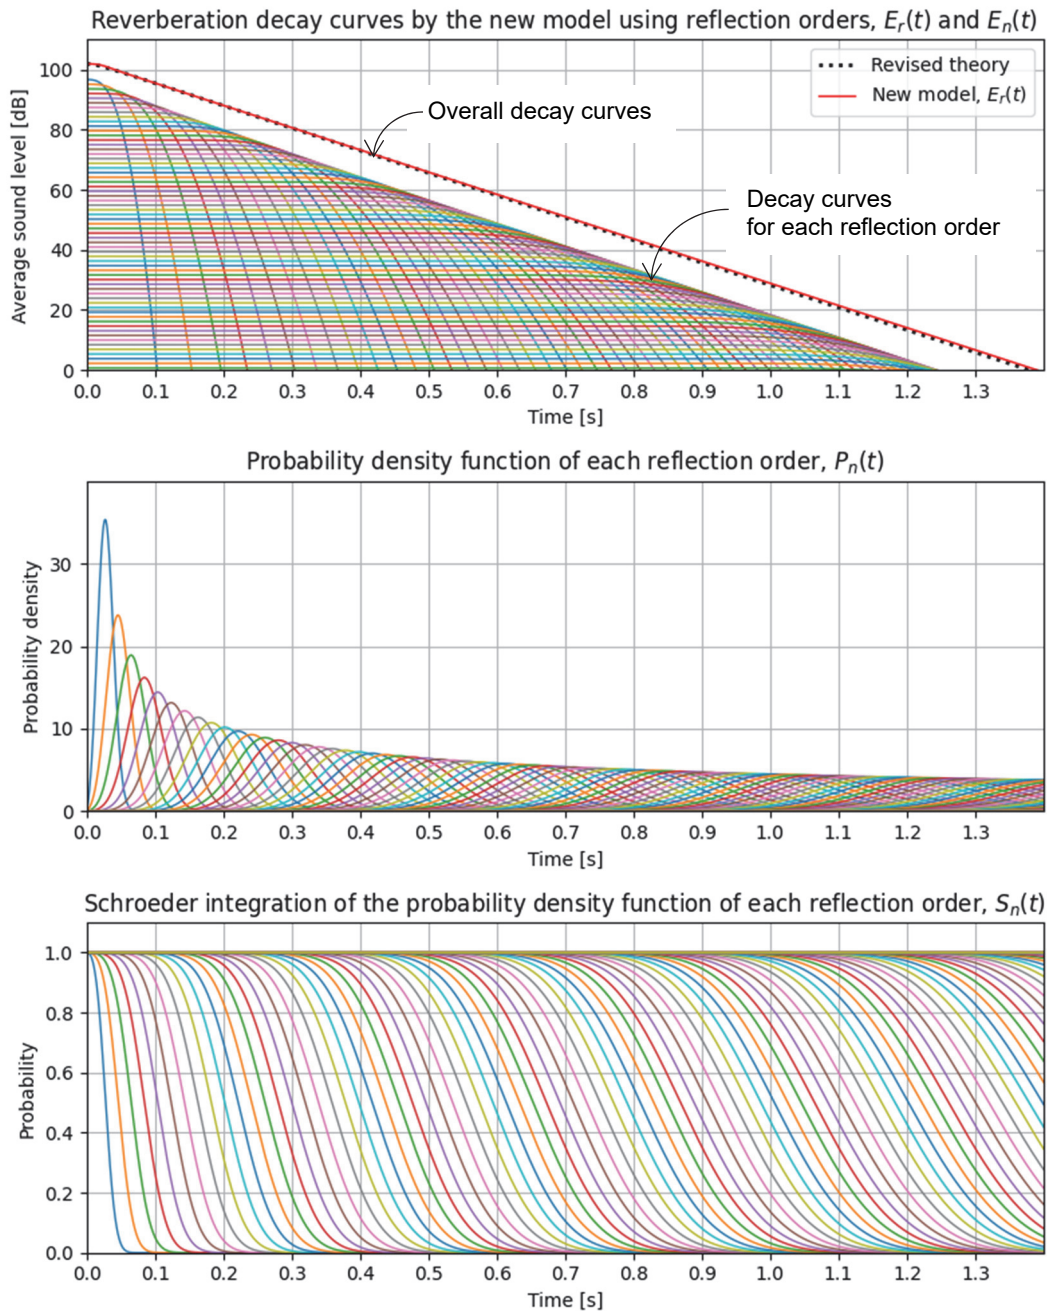 Reverberation decay curves by the new model using reflection orders, Eᵣ(t) and Eₙ(t)
Average sound level [dB]
100
80
60
40
20
0
Revised theory
New model, Eᵣ(t)
Overall decay curves
Decay curves
for each reflection order
0.0 0.1 0.2 0.3 0.4 0.5 0.6 0.7 0.8 0.9 1.0 1.1 1.2 1.3
Time [s]
Probability density function of each reflection order, Pₙ(t)
Probability density
30
20
10
0
0.0 0.1 0.2 0.3 0.4 0.5 0.6 0.7 0.8 0.9 1.0 1.1 1.2 1.3
Time [s]
Schroeder integration of the probability density function of each reflection order, Sₙ(t)
Probability
1.0
0.8
0.6
0.4
0.2
0.0
0.0 0.1 0.2 0.3 0.4 0.5 0.6 0.7 0.8 0.9 1.0 1.1 1.2 1.3
Time [s]